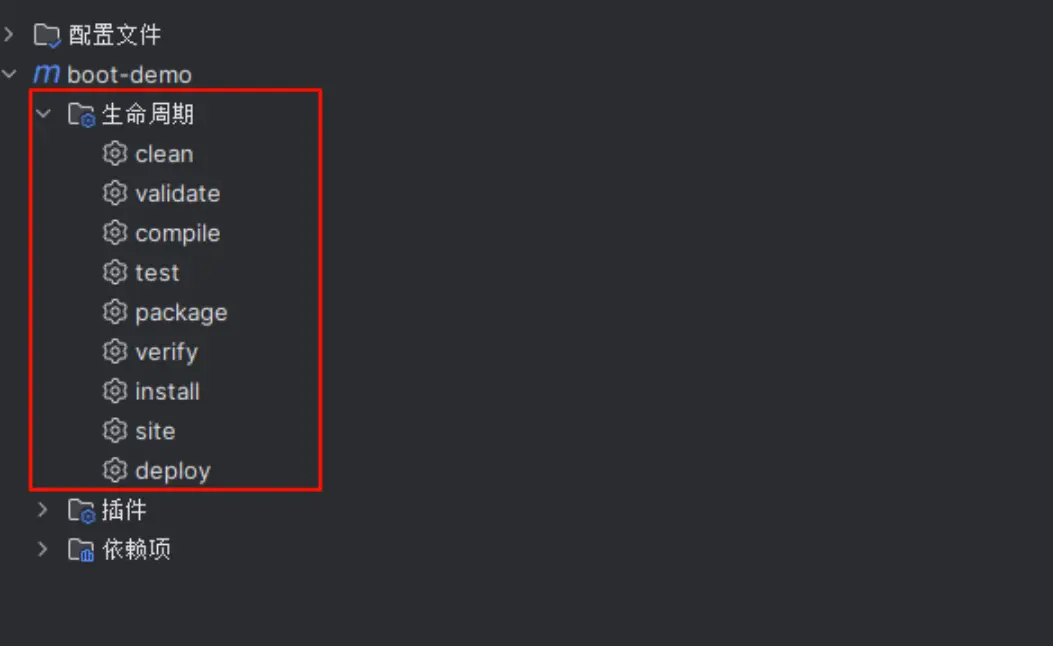 配置文件
boot-demo
生命周期
clean
validate
compile
test
package
verify
install
site
deploy
插件
依赖项